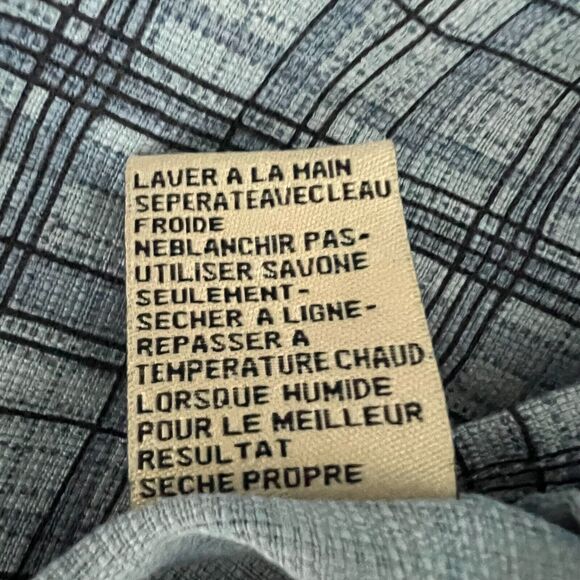 LAVER A LA MAIN
SEPERATEAVECLEAU
FROIDE
NEBLANCHIR PAS-
UTILISER SAVONE
SEULEMENT-
SECHER A LIGNE-
REPASSER A
TEMPERATURE CHAUD
LORSQUE HUMIDE
POUR LE MEILLEUR
RESULTAT
SECHE PROPRE